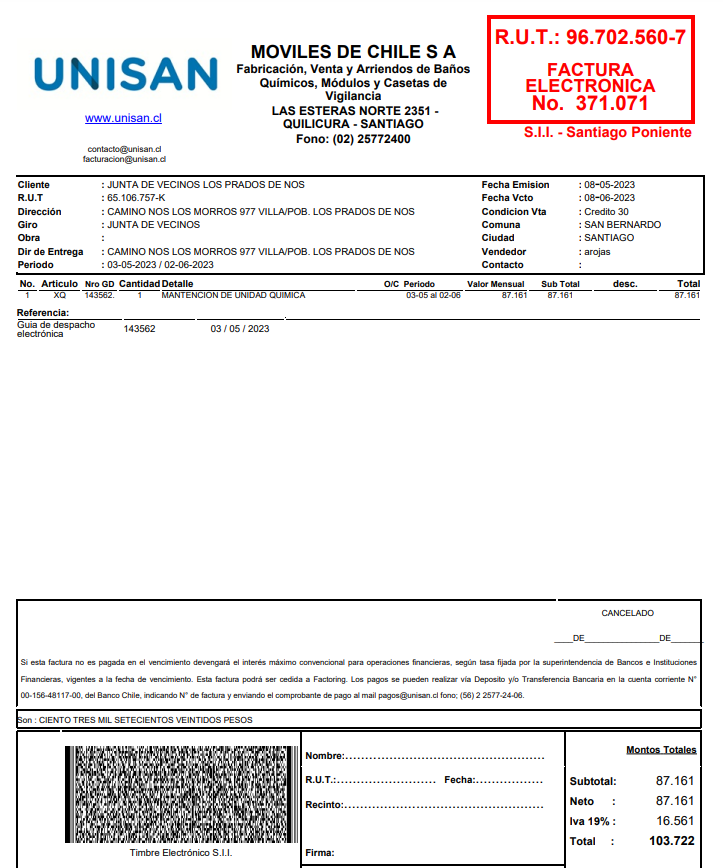 UNISAN
www.unisan.cl
contacto@unisan.cl
facturacion@unisan.cl
MOVILES DE CHILE S A
Fabricación, Venta y Arriendos de Baños
Químicos, Módulos y Casetas de
Vigilancia
LAS ESTERAS NORTE 2351 -
QUILICURA - SANTIAGO
Fono: (02) 25772400
R.U.T.: 96.702.560-7
FACTURA
ELECTRONICA
No. 371.071
S.I.I. - Santiago Poniente
Cliente : JUNTA DE VECINOS LOS PRADOS DE NOS Fecha Emision : 08-05-2023
R.U.T : 65.106.757-K Fecha Vcto : 08-06-2023
Dirección : CAMINO NOS LOS MORROS 977 VILLA/POB. LOS PRADOS DE NOS Condicion Vta : Credito 30
Giro : JUNTA DE VECINOS Comuna : SAN BERNARDO
Obra : Ciudad : SANTIAGO
Dir de Entrega : CAMINO NOS LOS MORROS 977 VILLA/POB. LOS PRADOS DE NOS Vendedor : arojas
Periodo : 03-05-2023 / 02-06-2023 Contacto :
No. Articulo Nro GD Cantidad Detalle O/C Periodo Valor Mensual Sub Total desc. Total
1 XQ 143562. 1 MANTENCION DE UNIDAD QUIMICA 03-05 al 02-06 87.161 87.161 87.161
Referencia:
Guia de despacho
electrónica 143562 03 / 05 / 2023
CANCELADO
____DE________________DE_______
Si esta factura no es pagada en el vencimiento devengará el interés máximo convencional para operaciones financieras, según tasa fijada por la superintendencia de Bancos e Instituciones
Financieras, vigentes a la fecha de vencimiento. Esta factura podrá ser cedida a Factoring. Los pagos se pueden realizar vía Deposito y/o Transferencia Bancaria en la cuenta corriente N°
00-156-48117-00, del Banco Chile, indicando N° de factura y enviando el comprobante de pago al mail pagos@unisan.cl fono; (56) 2 2577-24-06.
Son : CIENTO TRES MIL SETECIENTOS VEINTIDOS PESOS
Timbre Electrónico S.I.I.
Nombre:................................................
R.U.T.:........................ Fecha:................
Recinto:................................................
Firma:
Montos Totales
Subtotal: 87.161
Neto : 87.161
Iva 19% : 16.561
Total : 103.722